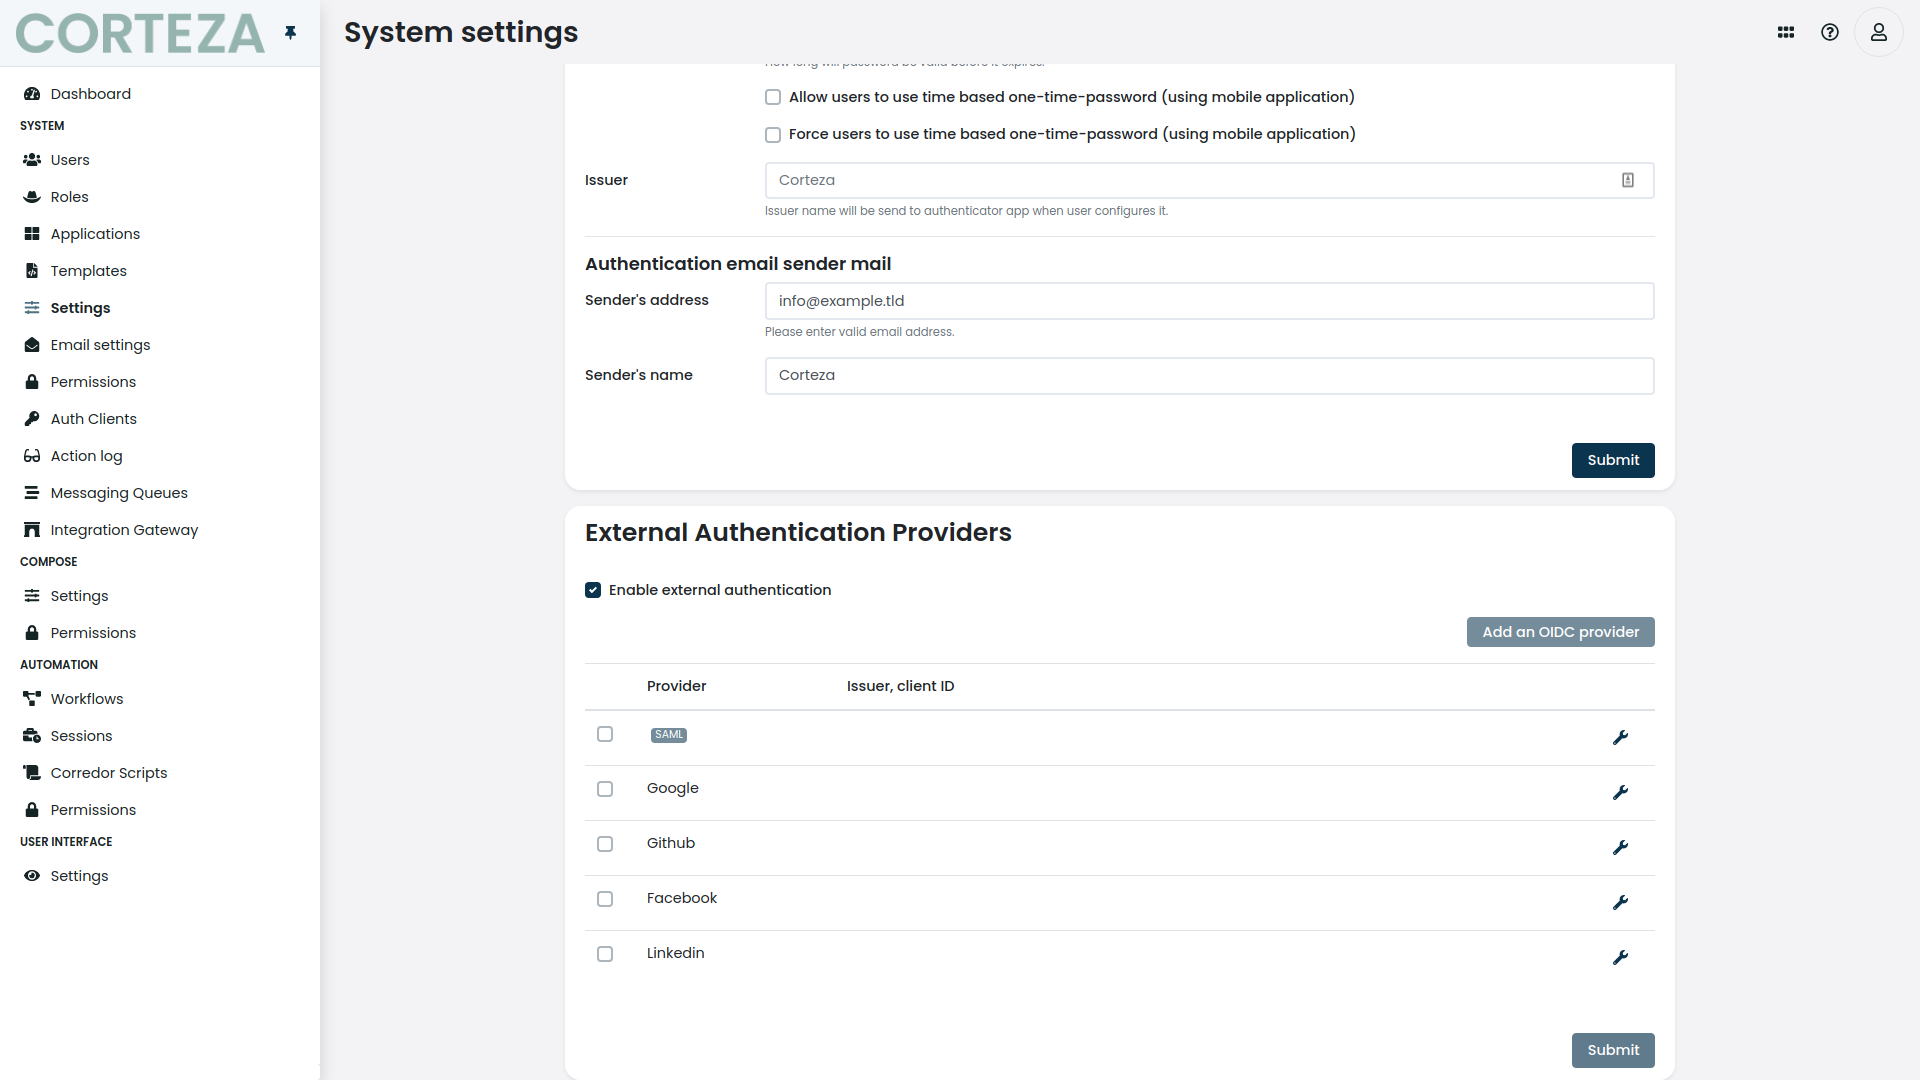 CORTEZA
System settings
Dashboard
SYSTEM
Users
Roles
Applications
Templates
Settings
Email settings
Permissions
Auth Clients
Action log
Messaging Queues
Integration Gateway
COMPOSE
Settings
Permissions
AUTOMATION
Workflows
Sessions
Corredor Scripts
Permissions
USER INTERFACE
Settings
How long will password be valid before it expires.
Allow users to use time based one-time-password (using mobile application)
Force users to use time based one-time-password (using mobile application)
Issuer
Corteza
Issuer name will be send to authenticator app when user configures it.
Authentication email sender mail
Sender's address
info@example.tld
Please enter valid email address.
Sender's name
Corteza
Submit
External Authentication Providers
Enable external authentication
Add an OIDC provider
Provider Issuer, client ID
SAML
Google
Github
Facebook
Linkedin
Submit